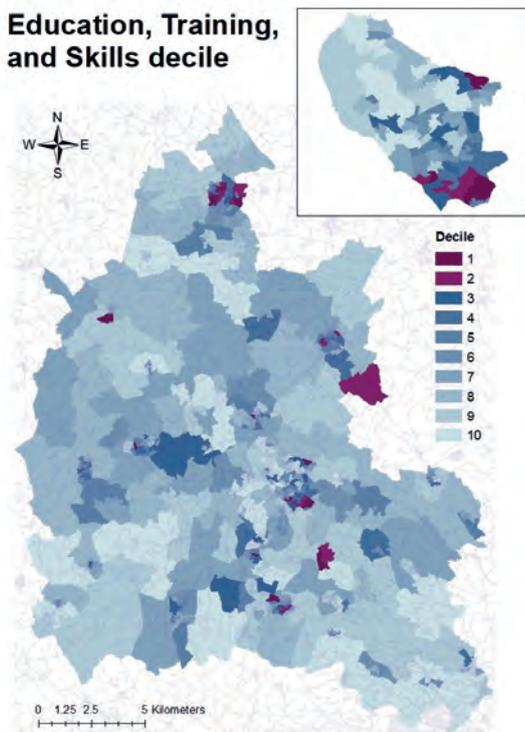 Education, Training,
and Skills decile
N
W E
S
Decile
1
2
3
4
5
6
7
8
9
10
0 1.25 2.5 5 Kilometers